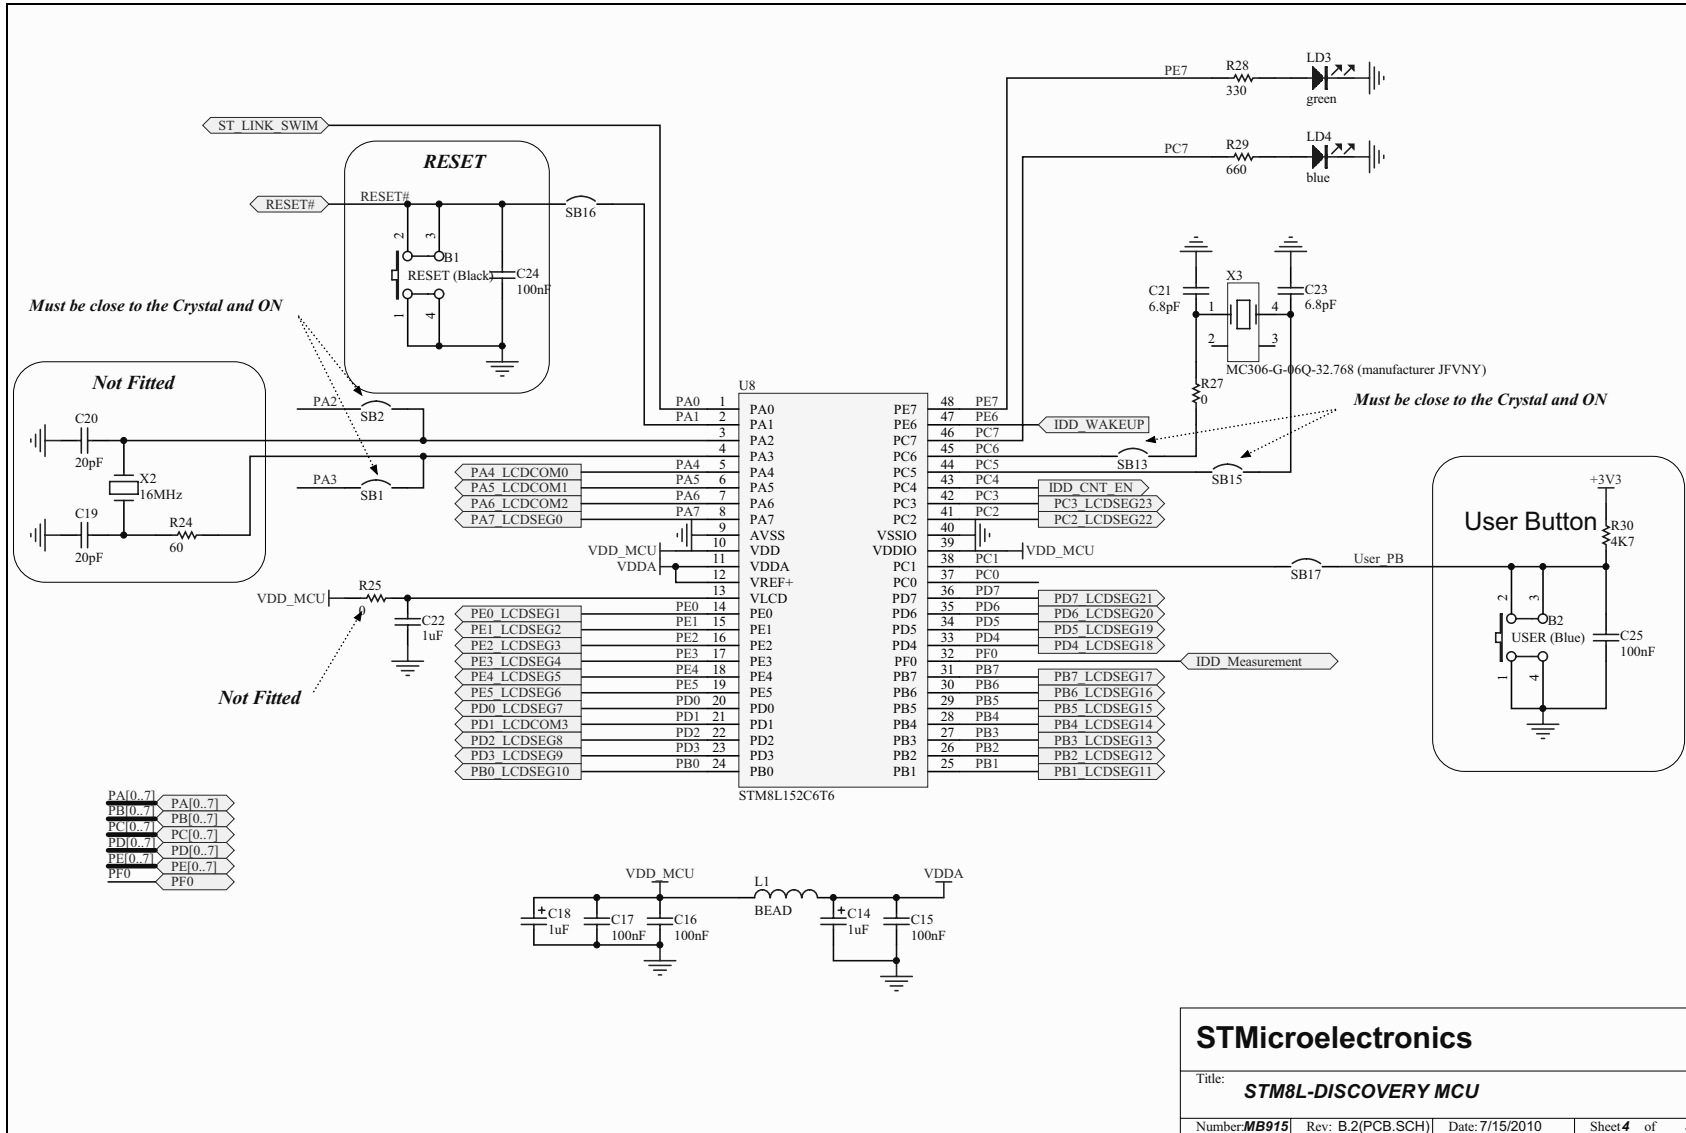 PE7
R28
330
LD3
green
PC7
R29
660
LD4
blue
ST_LINK_SWIM
RESET
RESET#
RESET#
SB16
2
3
B1
RESET (Black)
1
4
C24
100nF
Must be close to the Crystal and ON
Not Fitted
C20
20pF
X2
16MHz
C19
20pF
R24
60
PA2
SB2
PA3
SB1
C21
6.8pF
X3
1
4
2
3
C23
6.8pF
MC306-G-06Q-32.768 (manufacturer JFVNY)
R27
0
Must be close to the Crystal and ON
SB13
SB15
U8
PA0 1 PA0
PA1 2 PA1
3 PA2
4 PA3
PA4_LCDCOM0 PA4 5 PA4
PA5_LCDCOM1 PA5 6 PA5
PA6_LCDCOM2 PA6 7 PA6
PA7_LCDSEG0 PA7 8 PA7
9 AVSS
VDD_MCU 10 VDD
VDDA 11 VDDA
12 VREF+
13 VLCD
PE0_LCDSEG1 PE0 14 PE0
PE1_LCDSEG2 PE1 15 PE1
PE2_LCDSEG3 PE2 16 PE2
PE3_LCDSEG4 PE3 17 PE3
PE4_LCDSEG5 PE4 18 PE4
PE5_LCDSEG6 PE5 19 PE5
PD0_LCDSEG7 PD0 20 PD0
PD1_LCDCOM3 PD1 21 PD1
PD2_LCDSEG8 PD2 22 PD2
PD3_LCDSEG9 PD3 23 PD3
PB0_LCDSEG10 PB0 24 PB0
PE7 48 PE7
PE6 47 PE6 IDD_WAKEUP
PC7 46 PC7
PC6 45 PC6
PC5 44 PC5
PC4 43 PC4 IDD_CNT_EN
PC3 42 PC3 PC3_LCDSEG23
PC2 41 PC2 PC2_LCDSEG22
VSSIO 40
VDDIO 39 VDD_MCU
PC1 38 PC1
PC0 37 PC0
PD7 36 PD7 PD7_LCDSEG21
PD6 35 PD6 PD6_LCDSEG20
PD5 34 PD5 PD5_LCDSEG19
PD4 33 PD4 PD4_LCDSEG18
PF0 32 PF0 IDD_Measurement
PB7 31 PB7 PB7_LCDSEG17
PB6 30 PB6 PB6_LCDSEG16
PB5 29 PB5 PB5_LCDSEG15
PB4 28 PB4 PB4_LCDSEG14
PB3 27 PB3 PB3_LCDSEG13
PB2 26 PB2 PB2_LCDSEG12
PB1 25 PB1 PB1_LCDSEG11
STM8L152C6T6
VDD_MCU
R25
0
C22
1uF
Not Fitted
SB17
User_PB
+3V3
User Button
R30
4K7
2
3
B2
USER (Blue)
1
4
C25
100nF
PA[0..7] PA[0..7]
PB[0..7] PB[0..7]
PC[0..7] PC[0..7]
PD[0..7] PD[0..7]
PE[0..7] PE[0..7]
PF0 PF0
VDD_MCU
L1
BEAD
VDDA
+ C18
1uF
C17
100nF
C16
100nF
+ C14
1uF
C15
100nF
STMicroelectronics
Title:
STM8L-DISCOVERY MCU
Number:MB915 Rev: B.2(PCB.SCH) Date: 7/15/2010 Sheet 4 of